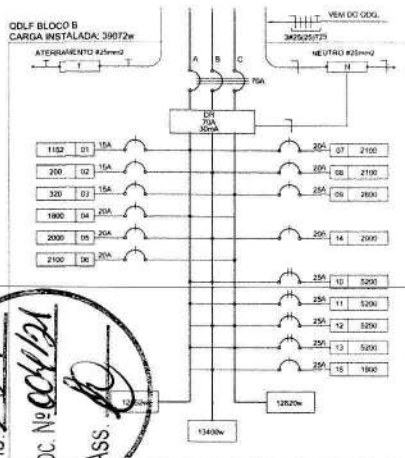 QDLF BLOCO B
CARGA INSTALADA: 39072w
ATERRAMENTO #25mm2
T
A B C
70A
VEM DO QDG.
3#25(25)T25
NEUTRO #25mm2
N
DR
70A
30mA
1152 01 15A
200 02 15A
320 03 15A
1800 04 20A
2000 05 20A
2100 06 20A
20A 07 2100
20A 08 2100
25A 09 2600
20A 14 2000
25A 10 5200
25A 11 5200
25A 12 5200
25A 13 5200
25A 15 1800
13400w
12820w
DOC. Nº 004/21
ASS.